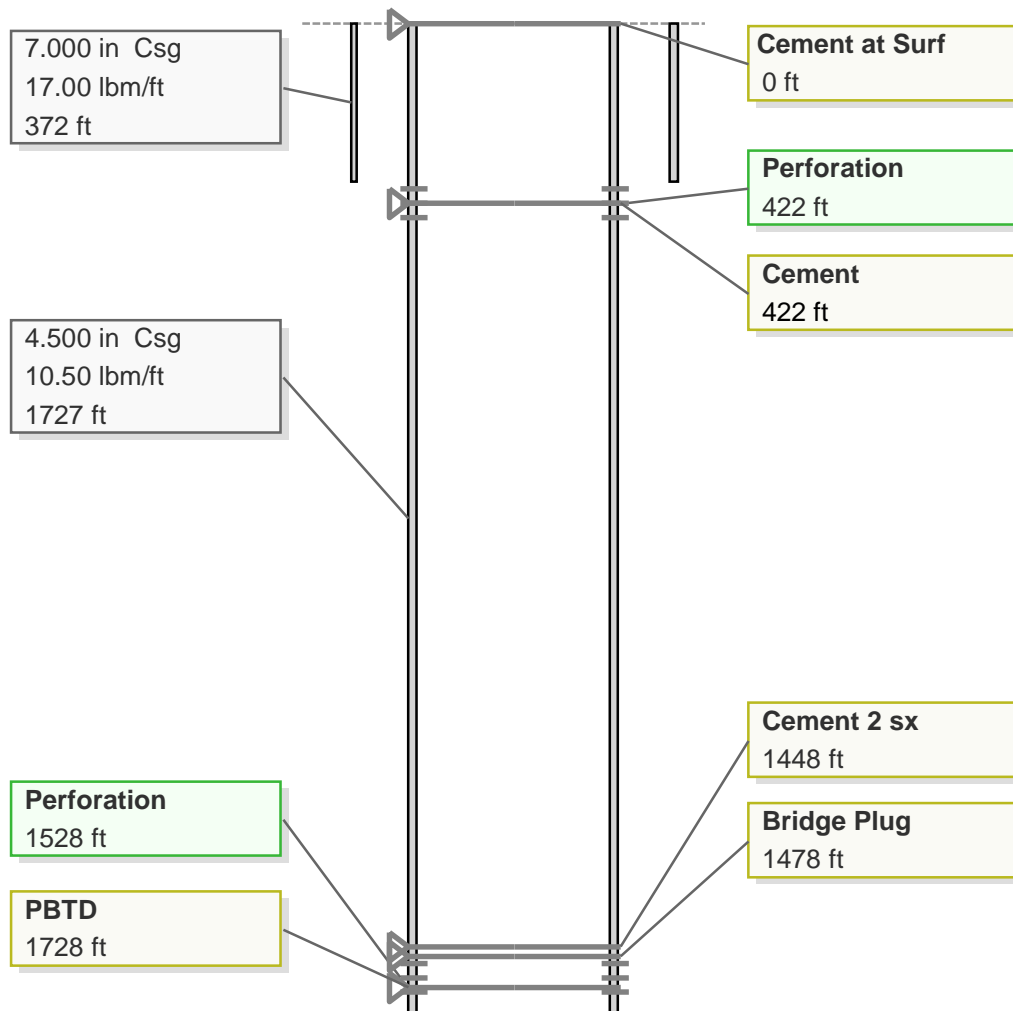 7.000 in  Csg
17.00 lbm/ft
372 ft
Cement at Surf
0 ft
Perforation
422 ft
Cement
422 ft
4.500 in  Csg
10.50 lbm/ft
1727 ft
Cement 2 sx
1448 ft
Perforation
1528 ft
Bridge Plug
1478 ft
PBTD
1728 ft